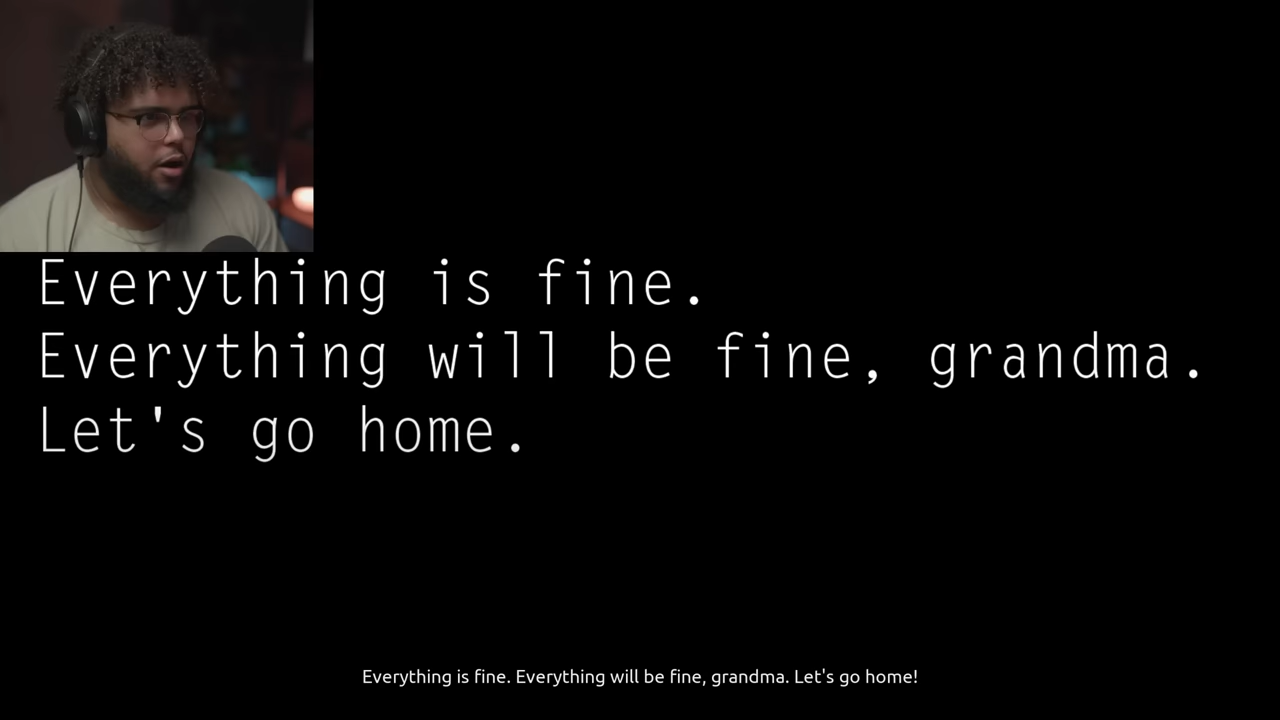 Everything is fine.
Everything will be fine, grandma.
Let's go home.
Everything is fine. Everything will be fine, grandma. Let's go home!